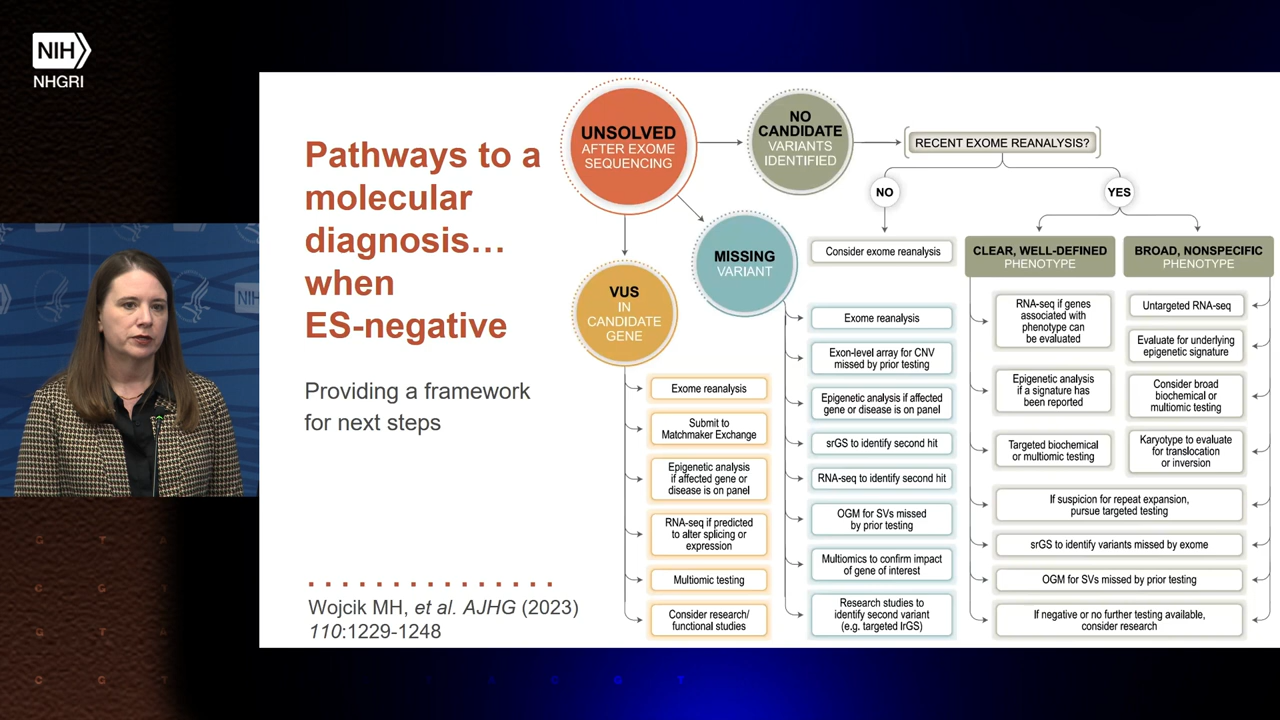 NIH
NHGRI
Pathways to a
molecular
diagnosis…
when
ES-negative
Providing a framework
for next steps
Wojcik MH, et al. AJHG (2023)
110:1229-1248
UNSOLVED
AFTER EXOME
SEQUENCING
NO
CANDIDATE
VARIANTS
IDENTIFIED
RECENT EXOME REANALYSIS?
NO
YES
MISSING
VARIANT
VUS
IN
CANDIDATE
GENE
Exome reanalysis
Submit to
Matchmaker Exchange
Epigenetic analysis
if affected gene or
disease is on panel
RNA-seq if predicted
to alter splicing or
expression
Multiomic testing
Consider research/
functional studies
Consider exome reanalysis
Exome reanalysis
Exon-level array for CNV
missed by prior testing
Epigenetic analysis if affected
gene or disease is on panel
srGS to identify second hit
RNA-seq to identify second hit
OGM for SVs missed
by prior testing
Multiomics to confirm impact
of gene of interest
Research studies to
identify second variant
(e.g. targeted lrGS)
CLEAR, WELL-DEFINED
PHENOTYPE
RNA-seq if genes
associated with
phenotype can
be evaluated
Epigenetic analysis
if a signature has
been reported
Targeted biochemical
or multiomic testing
BROAD, NONSPECIFIC
PHENOTYPE
Untargeted RNA-seq
Evaluate for underlying
epigenetic signature
Consider broad
biochemical or
multiomic testing
Karyotype to evaluate
for translocation
or inversion
If suspicion for repeat expansion,
pursue targeted testing
srGS to identify variants missed by exome
OGM for SVs missed by prior testing
If negative or no further testing available,
consider research
NIH